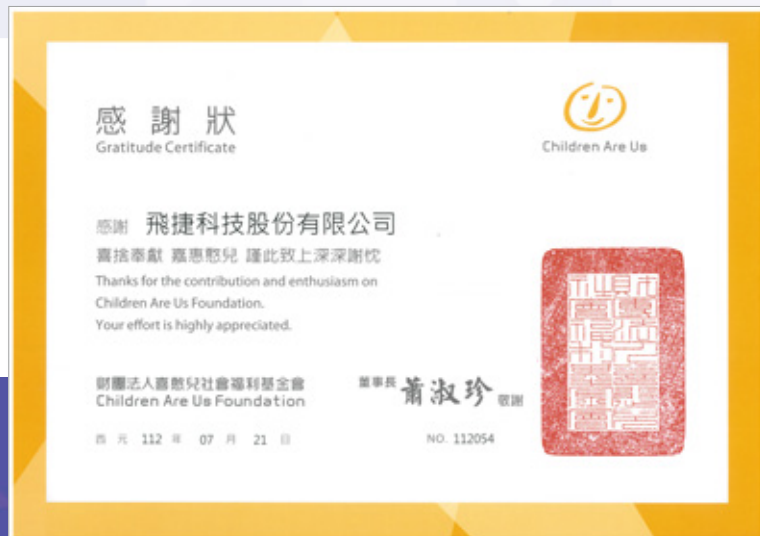 感謝狀
Gratitude Certificate
Children Are Us
感謝 飛捷科技股份有限公司
喜捨奉獻 嘉惠憨兒 謹此致上深深謝忱
Thanks for the contribution and enthusiasm on
Children Are Us Foundation.
Your effort is highly appreciated.
財團法人喜憨兒社會福利基金會
Children Are Us Foundation
董事長 蕭淑珍 敬謝
西元 112 年 07 月 21 日
NO. 112054